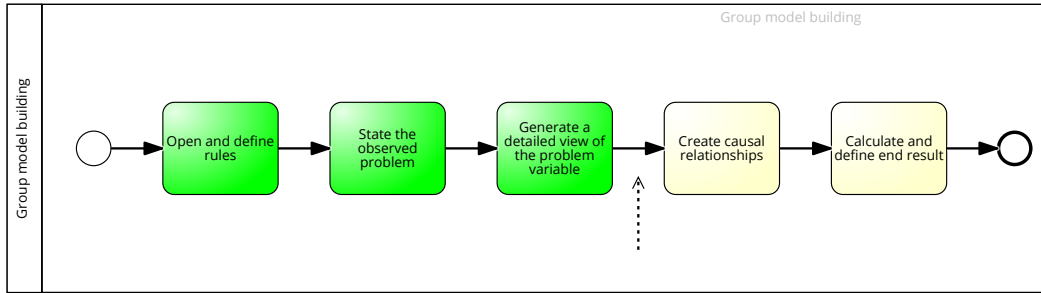 Group model building
Group model building
Open and define
rules
State the
observed
problem
Generate a
detailed view of
the problem
variable
Create causal
relationships
Calculate and
define end result